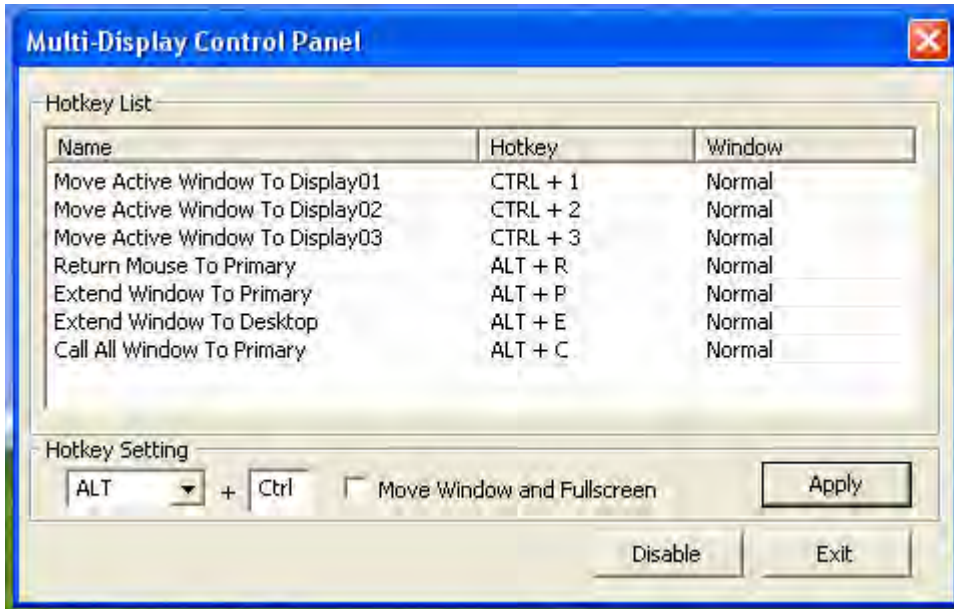 Multi-Display Control Panel
Hotkey List
Name Hotkey Window
Move Active Window To Display01 CTRL + 1 Normal
Move Active Window To Display02 CTRL + 2 Normal
Move Active Window To Display03 CTRL + 3 Normal
Return Mouse To Primary ALT + R Normal
Extend Window To Primary ALT + P Normal
Extend Window To Desktop ALT + E Normal
Call All Window To Primary ALT + C Normal
Hotkey Setting
ALT + Ctrl Move Window and Fullscreen Apply
Disable Exit